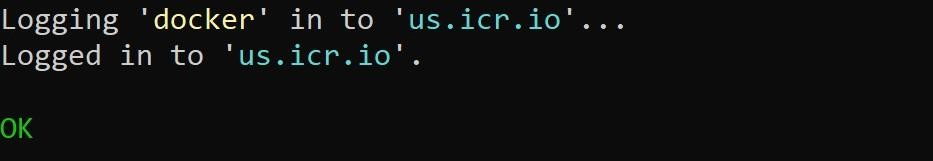 Logging 'docker' in to 'us.icr.io'...
Logged in to 'us.icr.io'.
OK